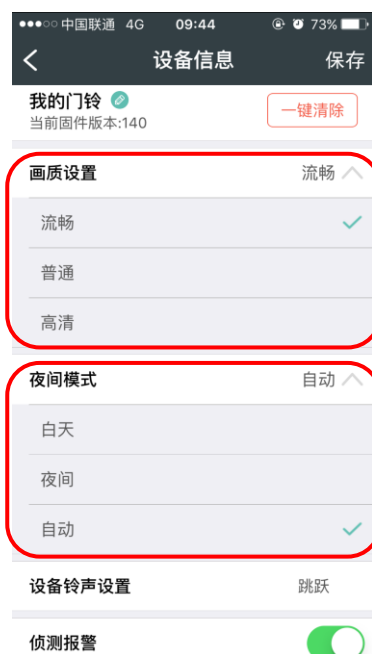 中国联通 4G 09:44 73%
设备信息 保存
我的门铃 一键清除
当前固件版本:140
画质设置 流畅
流畅
普通
高清
夜间模式 自动
白天
夜间
自动
设备铃声设置 跳跃
侦测报警